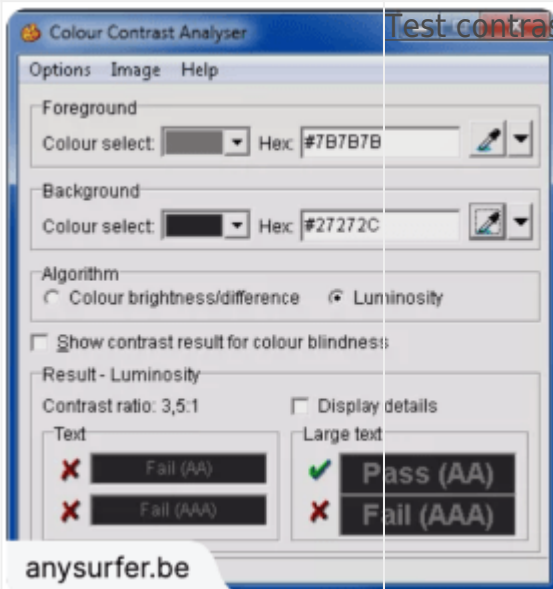 Colour Contrast Analyser
Test contras
Options Image Help
Foreground
Colour select: Hex: #7B7B7B
Background
Colour select: Hex: #27272C
Algorithm
Colour brightness/difference Luminosity
Show contrast result for colour blindness
Result - Luminosity
Contrast ratio: 3,5:1 Display details
Text Large text
Fail (AA) Pass (AA)
Fail (AAA) Fail (AAA)
anysurfer.be